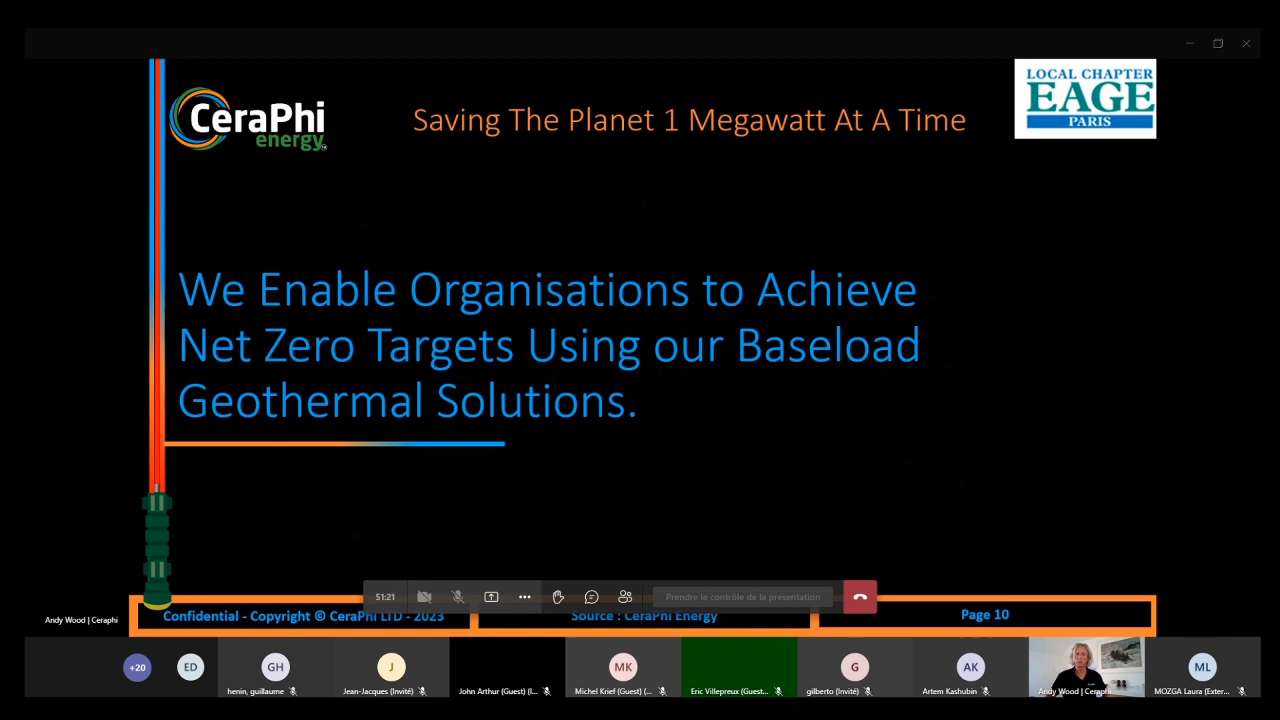 LOCAL CHAPTER
EAGE
PARIS
CeraPhi
energy
Saving The Planet 1 Megawatt At A Time
We Enable Organisations to Achieve
Net Zero Targets Using our Baseload
Geothermal Solutions.
51:21
Prendre le contrôle de la présentation
Andy Wood | Ceraphi
Confidential - Copyright © CeraPhi LTD - 2023
Source : CeraPhi Energy
Page 10
+20
ED
GH
J
MK
G
AK
ML
henin, guillaume
Jean-Jacques (Invité)
John Arthur (Guest) (I...
Michel Krief (Guest) (...
Eric Villepreux (Guest...
gilberto (Invité)
Artem Kashubin
Andy Wood | Ceraphi
MOZGA Laura (Exter...